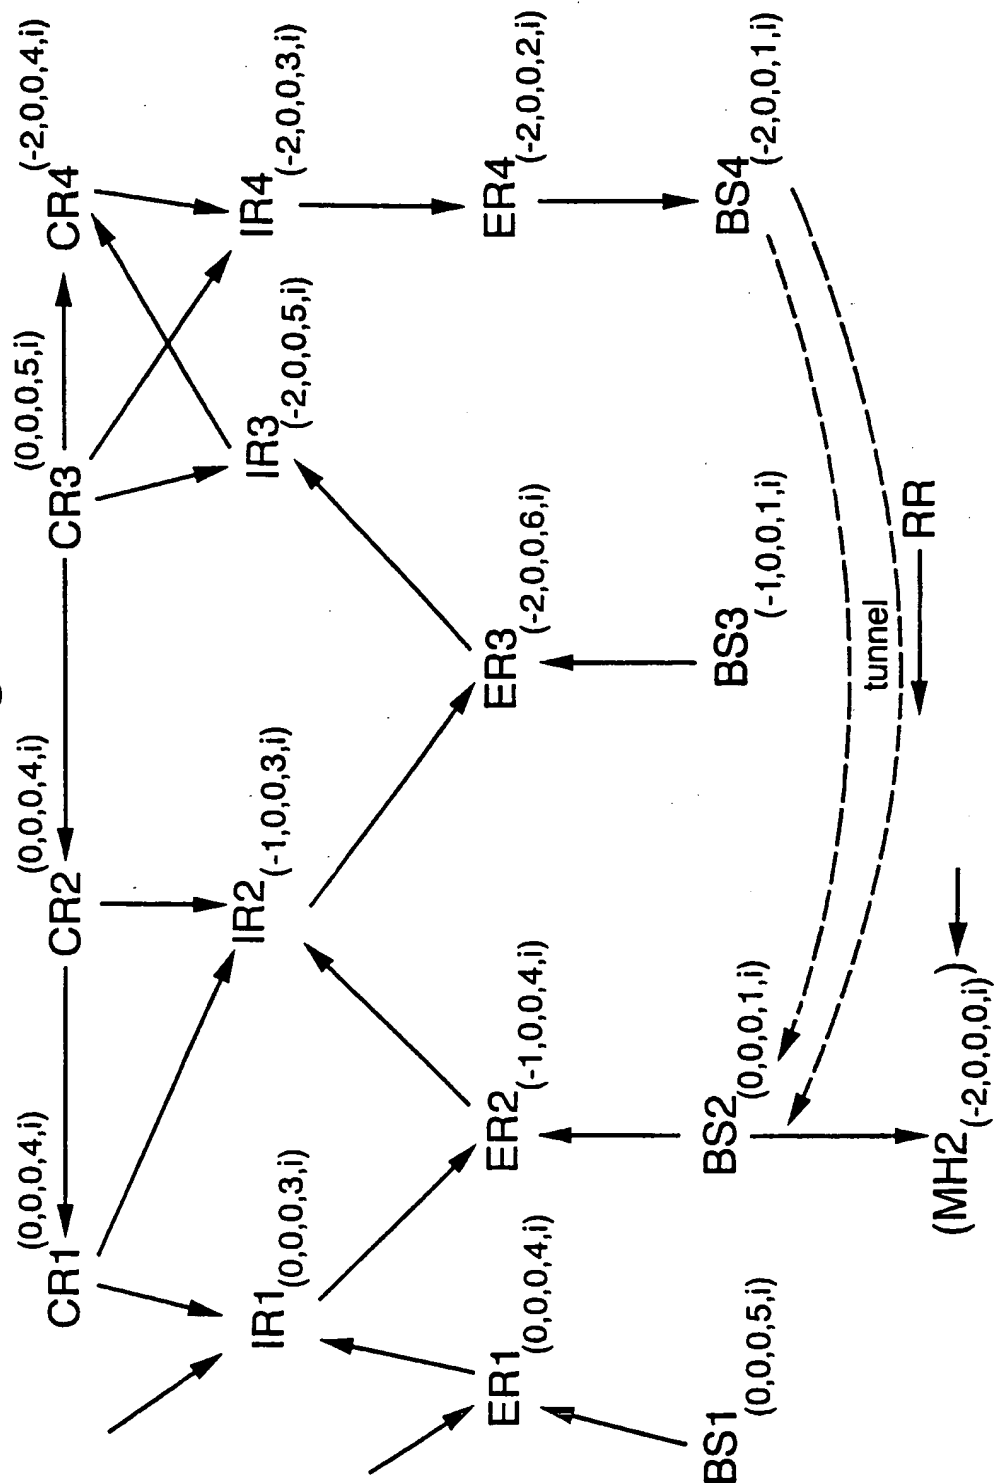 CR1(0,0,0,4,i)
CR2(0,0,0,4,i)
CR3(0,0,0,5,i)
CR4(-2,0,0,4,i)
IR1(0,0,0,3,i)
IR2(-1,0,0,3,i)
IR3(-2,0,0,5,i)
IR4(-2,0,0,3,i)
ER1(0,0,0,4,i)
ER2(-1,0,0,4,i)
ER3(-2,0,0,6,i)
ER4(-2,0,0,2,i)
BS1(0,0,0,5,i)
BS2(0,0,0,1,i)
BS3(-1,0,0,1,i)
BS4(-2,0,0,1,i)
tunnel
RR
(MH2(-2,0,0,0,i))